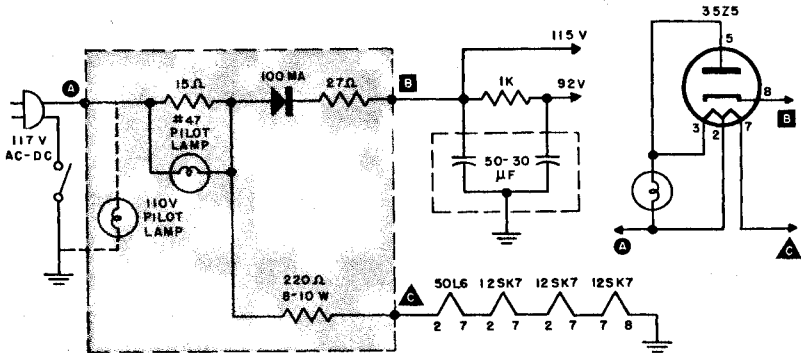 35Z5
5
8
3
2
7
B
A
C
A
15Ω
100 MA
27Ω
B
115 V
1K
92V
#47
PILOT
LAMP
117 V
AC-DC
110V
PILOT
LAMP
50-30
µF
220Ω
8-10 W
C
50L6
12SK7
12SK7
12SK7
2
7
2
7
2
7
7
8